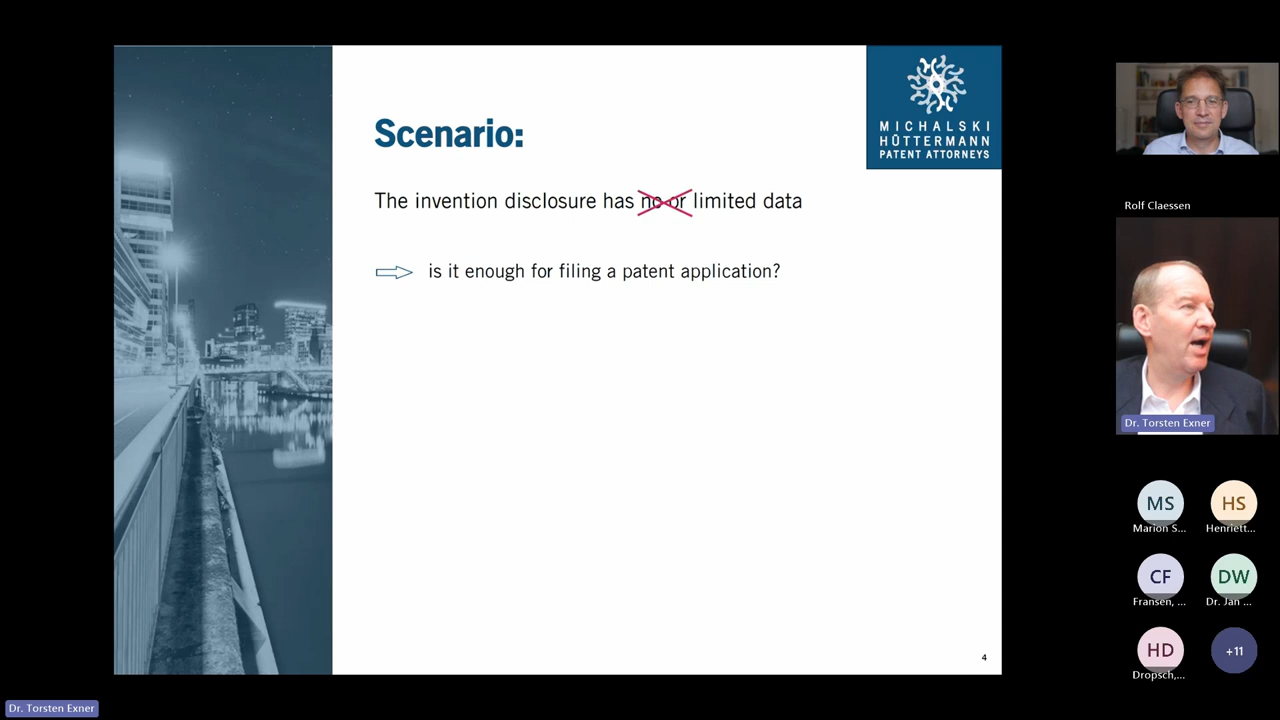 MICHALSKI
HÜTTERMANN
PATENT ATTORNEYS
Scenario:
The invention disclosure has no or limited data
is it enough for filing a patent application?
4
Rolf Claessen
Dr. Torsten Exner
MS
HS
Marion S...
Henriett...
CF
DW
Fransen, ...
Dr. Jan ...
HD
+11
Dropsch,...
Dr. Torsten Exner